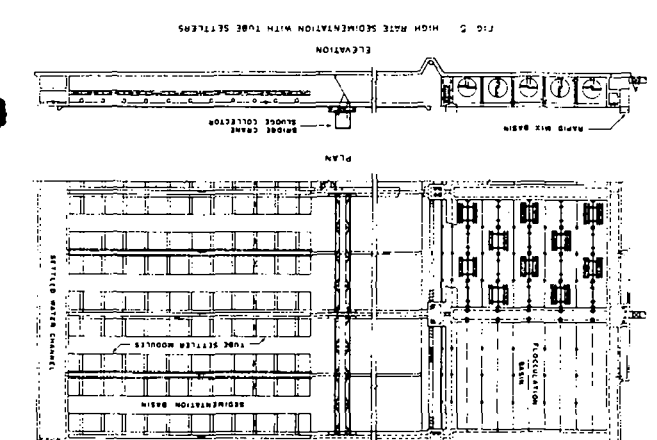 SEDIMENTATION BASIN
FLOCCULATION
BASIN
TUBE SETTLER MODULES
SETTLED WATER CHANNEL
PLAN
BRIDGE CRANE
SLUDGE COLLECTOR
RAPID MIX BASIN
ELEVATION
FIG 5 HIGH RATE SEDIMENTATION WITH TUBE SETTLERS